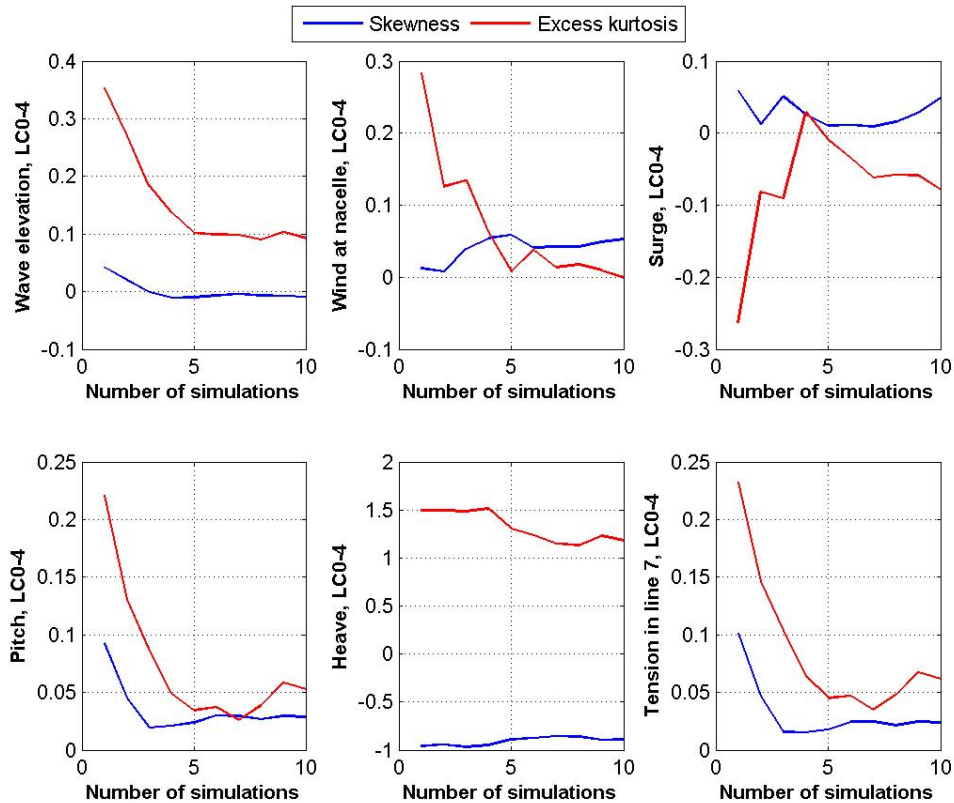 Skewness Excess kurtosis
Wave elevation, LC0-4
0.4
0.3
0.2
0.1
0
-0.1
0 5 10
Number of simulations
Wind at nacelle, LC0-4
0.3
0.2
0.1
0
-0.1
0 5 10
Number of simulations
Surge, LC0-4
0.1
0
-0.1
-0.2
-0.3
0 5 10
Number of simulations
Pitch, LC0-4
0.25
0.2
0.15
0.1
0.05
0
0 5 10
Number of simulations
Heave, LC0-4
2
1.5
1
0.5
0
-0.5
-1
0 5 10
Number of simulations
Tension in line 7, LC0-4
0.25
0.2
0.15
0.1
0.05
0
0 5 10
Number of simulations